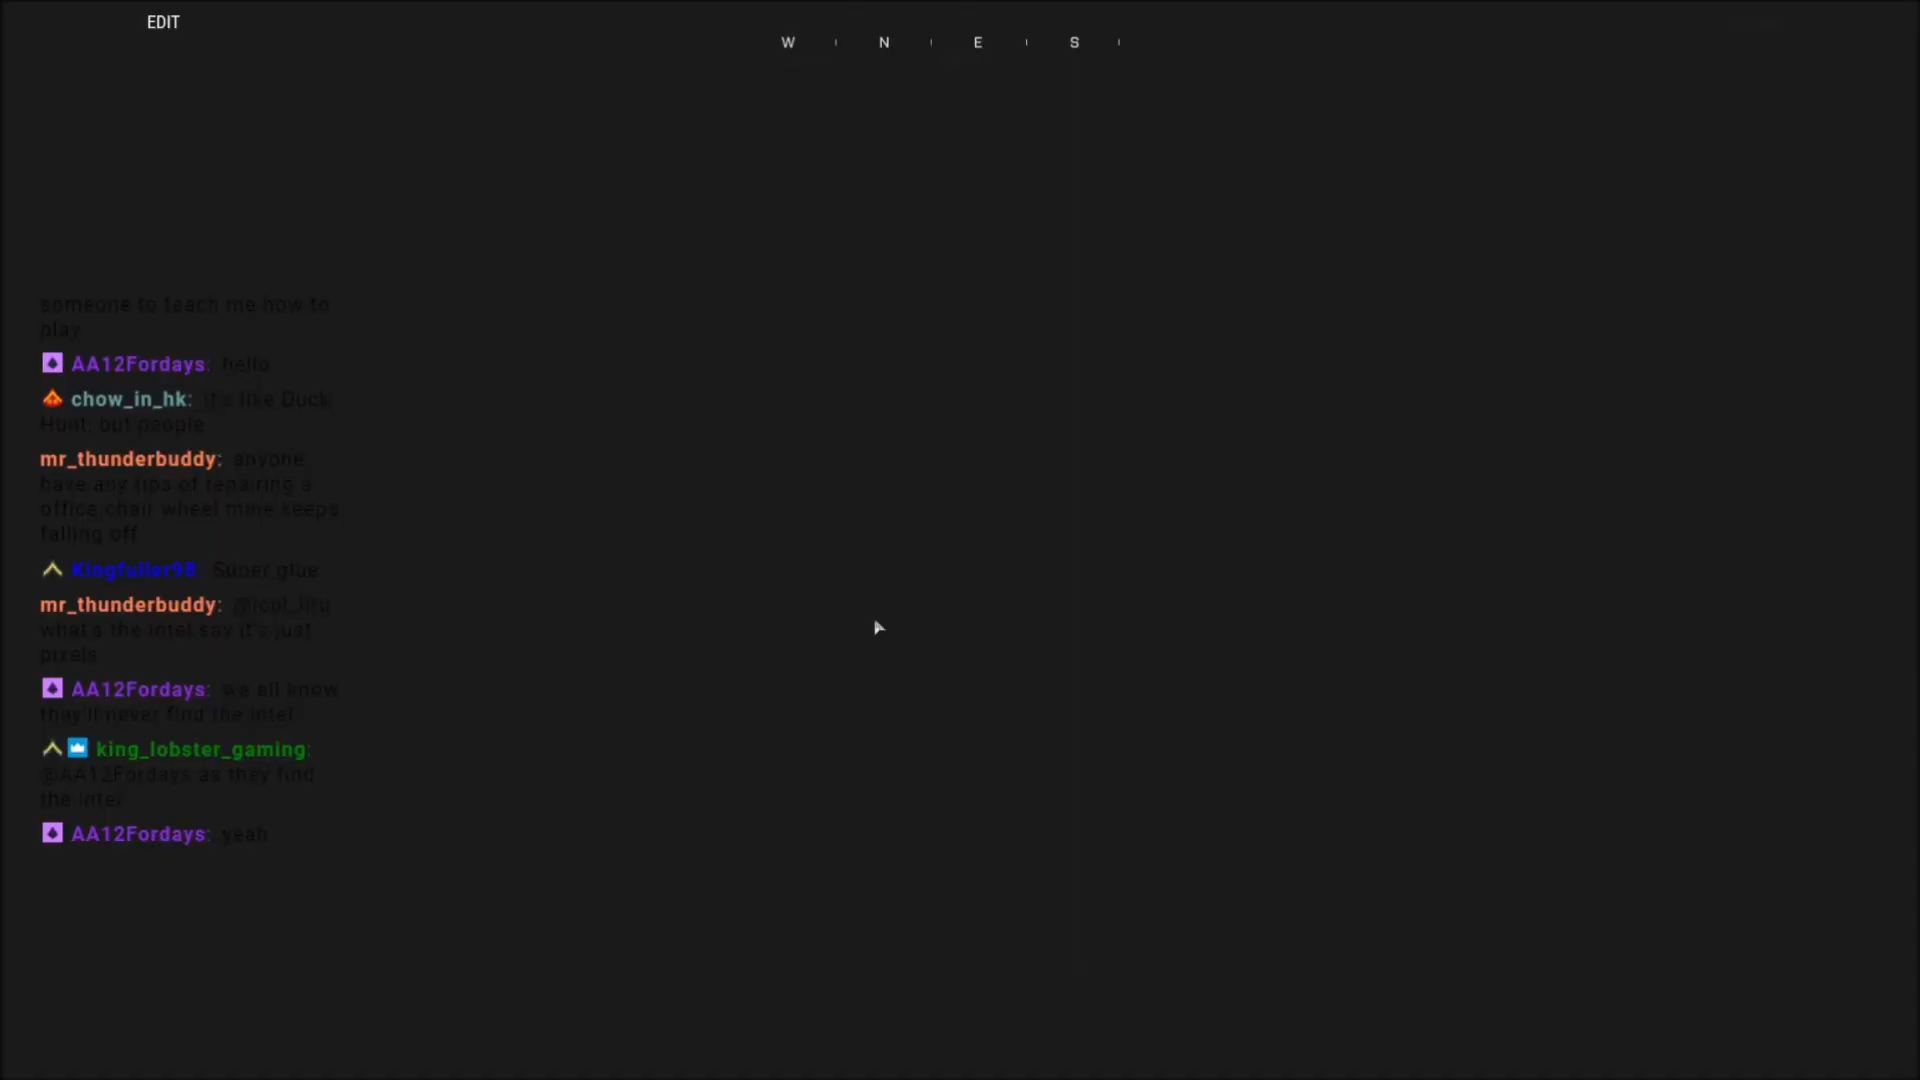 EDIT
W N E S
someone to teach me how to
play
AA12Fordays: hello
chow_in_hk: It's like Duck
Hunt, but people
mr_thunderbuddy: anyone
have any tips of repairing a
office chair wheel mine keeps
falling off
Kingfuller98: Super glue
mr_thunderbuddy:
what's the intel say it's just
pixels
AA12Fordays: we all know
they'll never find the intel
king_lobster_gaming:
@AA12Fordays as they find
the intel
AA12Fordays: yeah